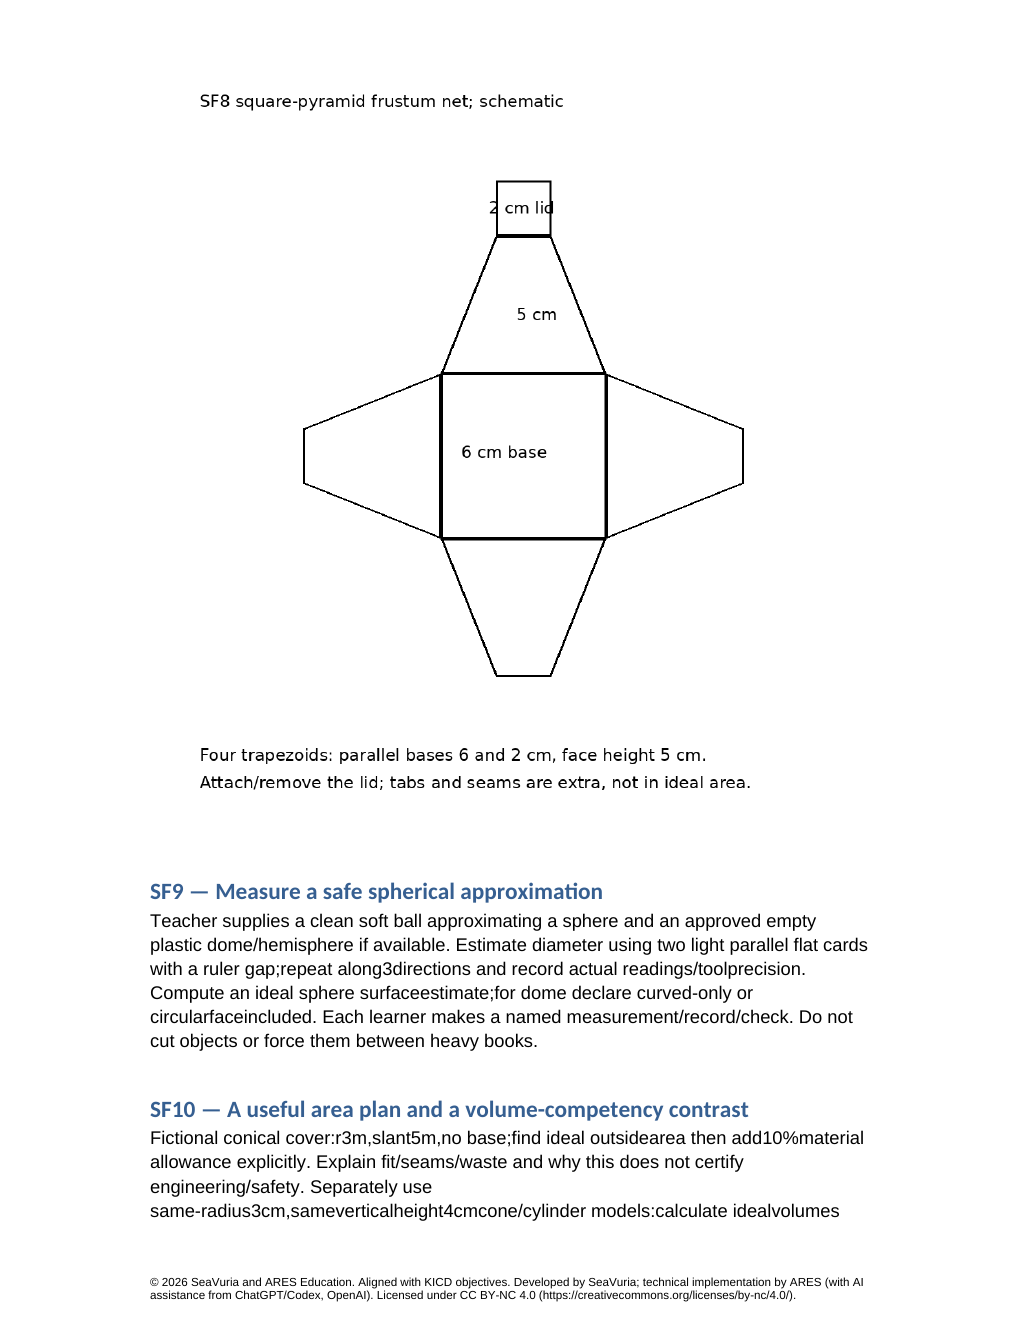 SF8 square-pyramid frustum net; schematic
2 cm lid
5 cm
6 cm base
Four trapezoids: parallel bases 6 and 2 cm, face height 5 cm.
Attach/remove the lid; tabs and seams are extra, not in ideal area.
SF9 — Measure a safe spherical approximation
Teacher supplies a clean soft ball approximating a sphere and an approved empty
plastic dome/hemisphere if available. Estimate diameter using two light parallel flat cards
with a ruler gap;repeat along3directions and record actual readings/toolprecision.
Compute an ideal sphere surfaceestimate;for dome declare curved-only or
circularfaceincluded. Each learner makes a named measurement/record/check. Do not
cut objects or force them between heavy books.
SF10 — A useful area plan and a volume-competency contrast
Fictional conical cover:r3m,slant5m,no base;find ideal outsidearea then add10%material
allowance explicitly. Explain fit/seams/waste and why this does not certify
engineering/safety. Separately use
same-radius3cm,sameverticalheight4cmcone/cylinder models:calculate idealvolumes
© 2026 SeaVuria and ARES Education. Aligned with KICD objectives. Developed by SeaVuria; technical implementation by ARES (with AI
assistance from ChatGPT/Codex, OpenAI). Licensed under CC BY-NC 4.0 (https://creativecommons.org/licenses/by-nc/4.0/).